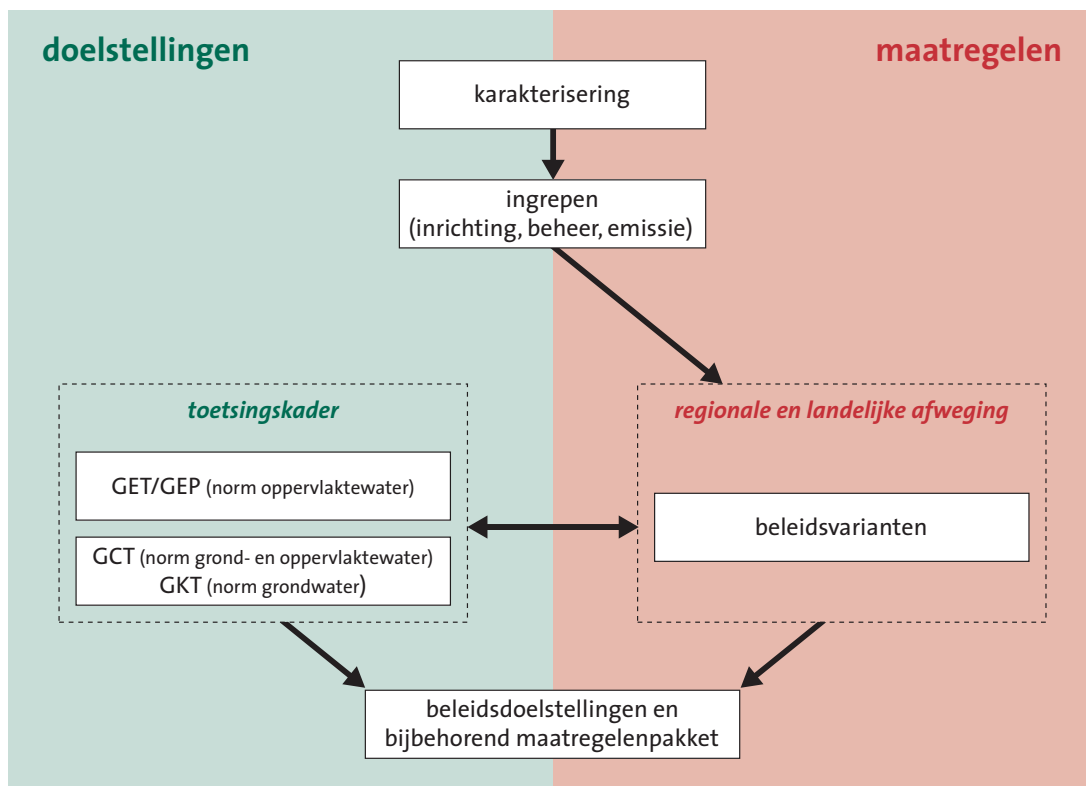 doelstellingen
maatregelen
karakterisering
ingrepen
(inrichting, beheer, emissie)
toetsingskader
GET/GEP (norm oppervlaktewater)
GCT (norm grond- en oppervlaktewater)
GKT (norm grondwater)
regionale en landelijke afweging
beleidsvarianten
beleidsdoelstellingen en
bijbehorend maatregelenpakket